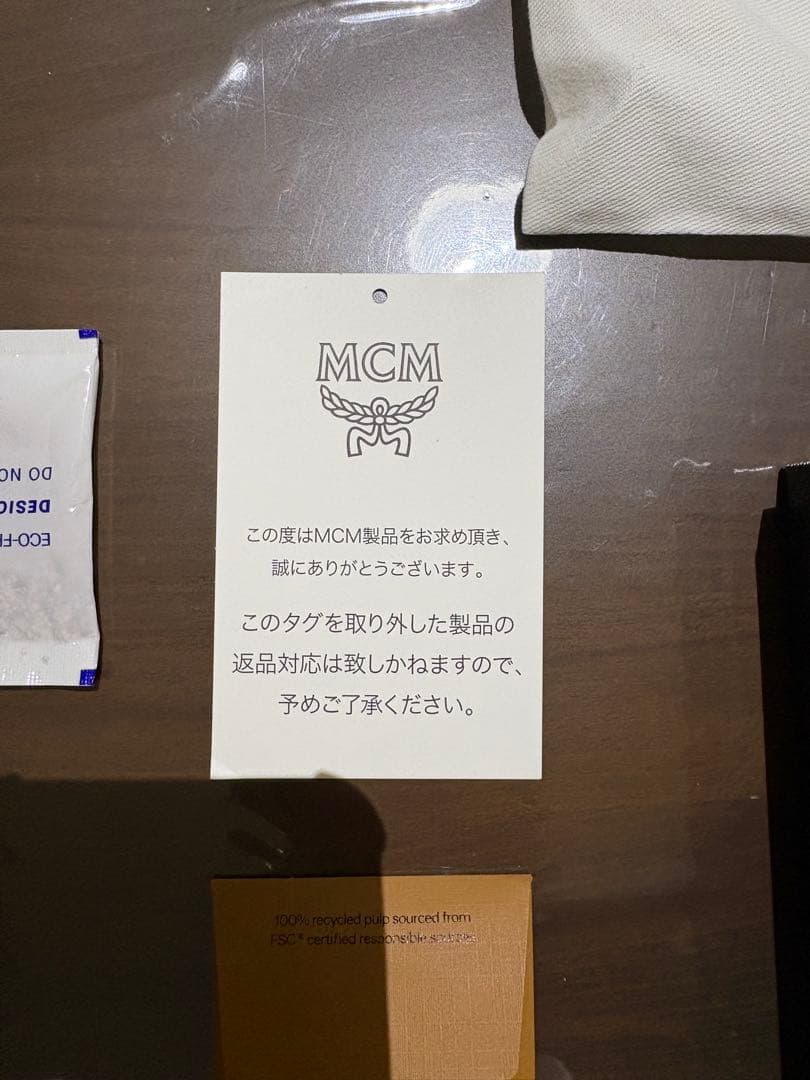 MCM
この度はMCM製品をお求め頂き、
誠にありがとうございます。
このタグを取り外した製品の
返品対応は致しかねますので、
予めご了承ください。
DO NO
DESIC
ECO-F
100% recycled pulp sourced from
FSC® certified responsible sources